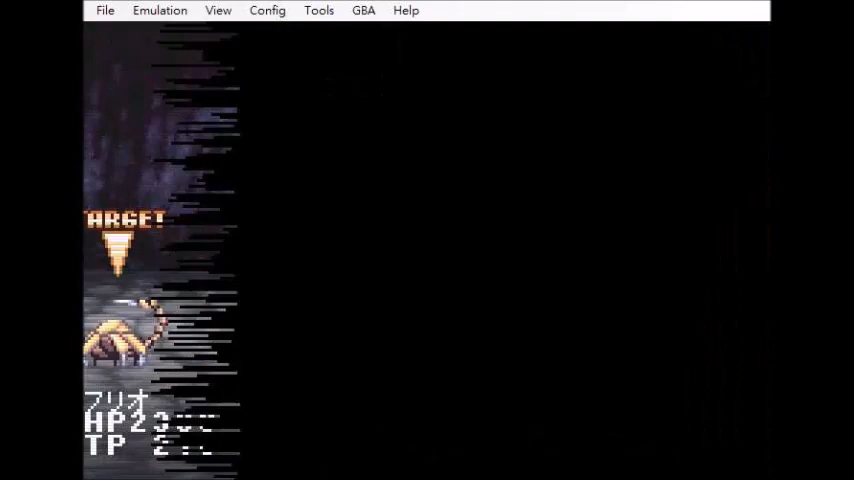 File Emulation View Config Tools GBA Help
ARGET
フリオ
HP
TP